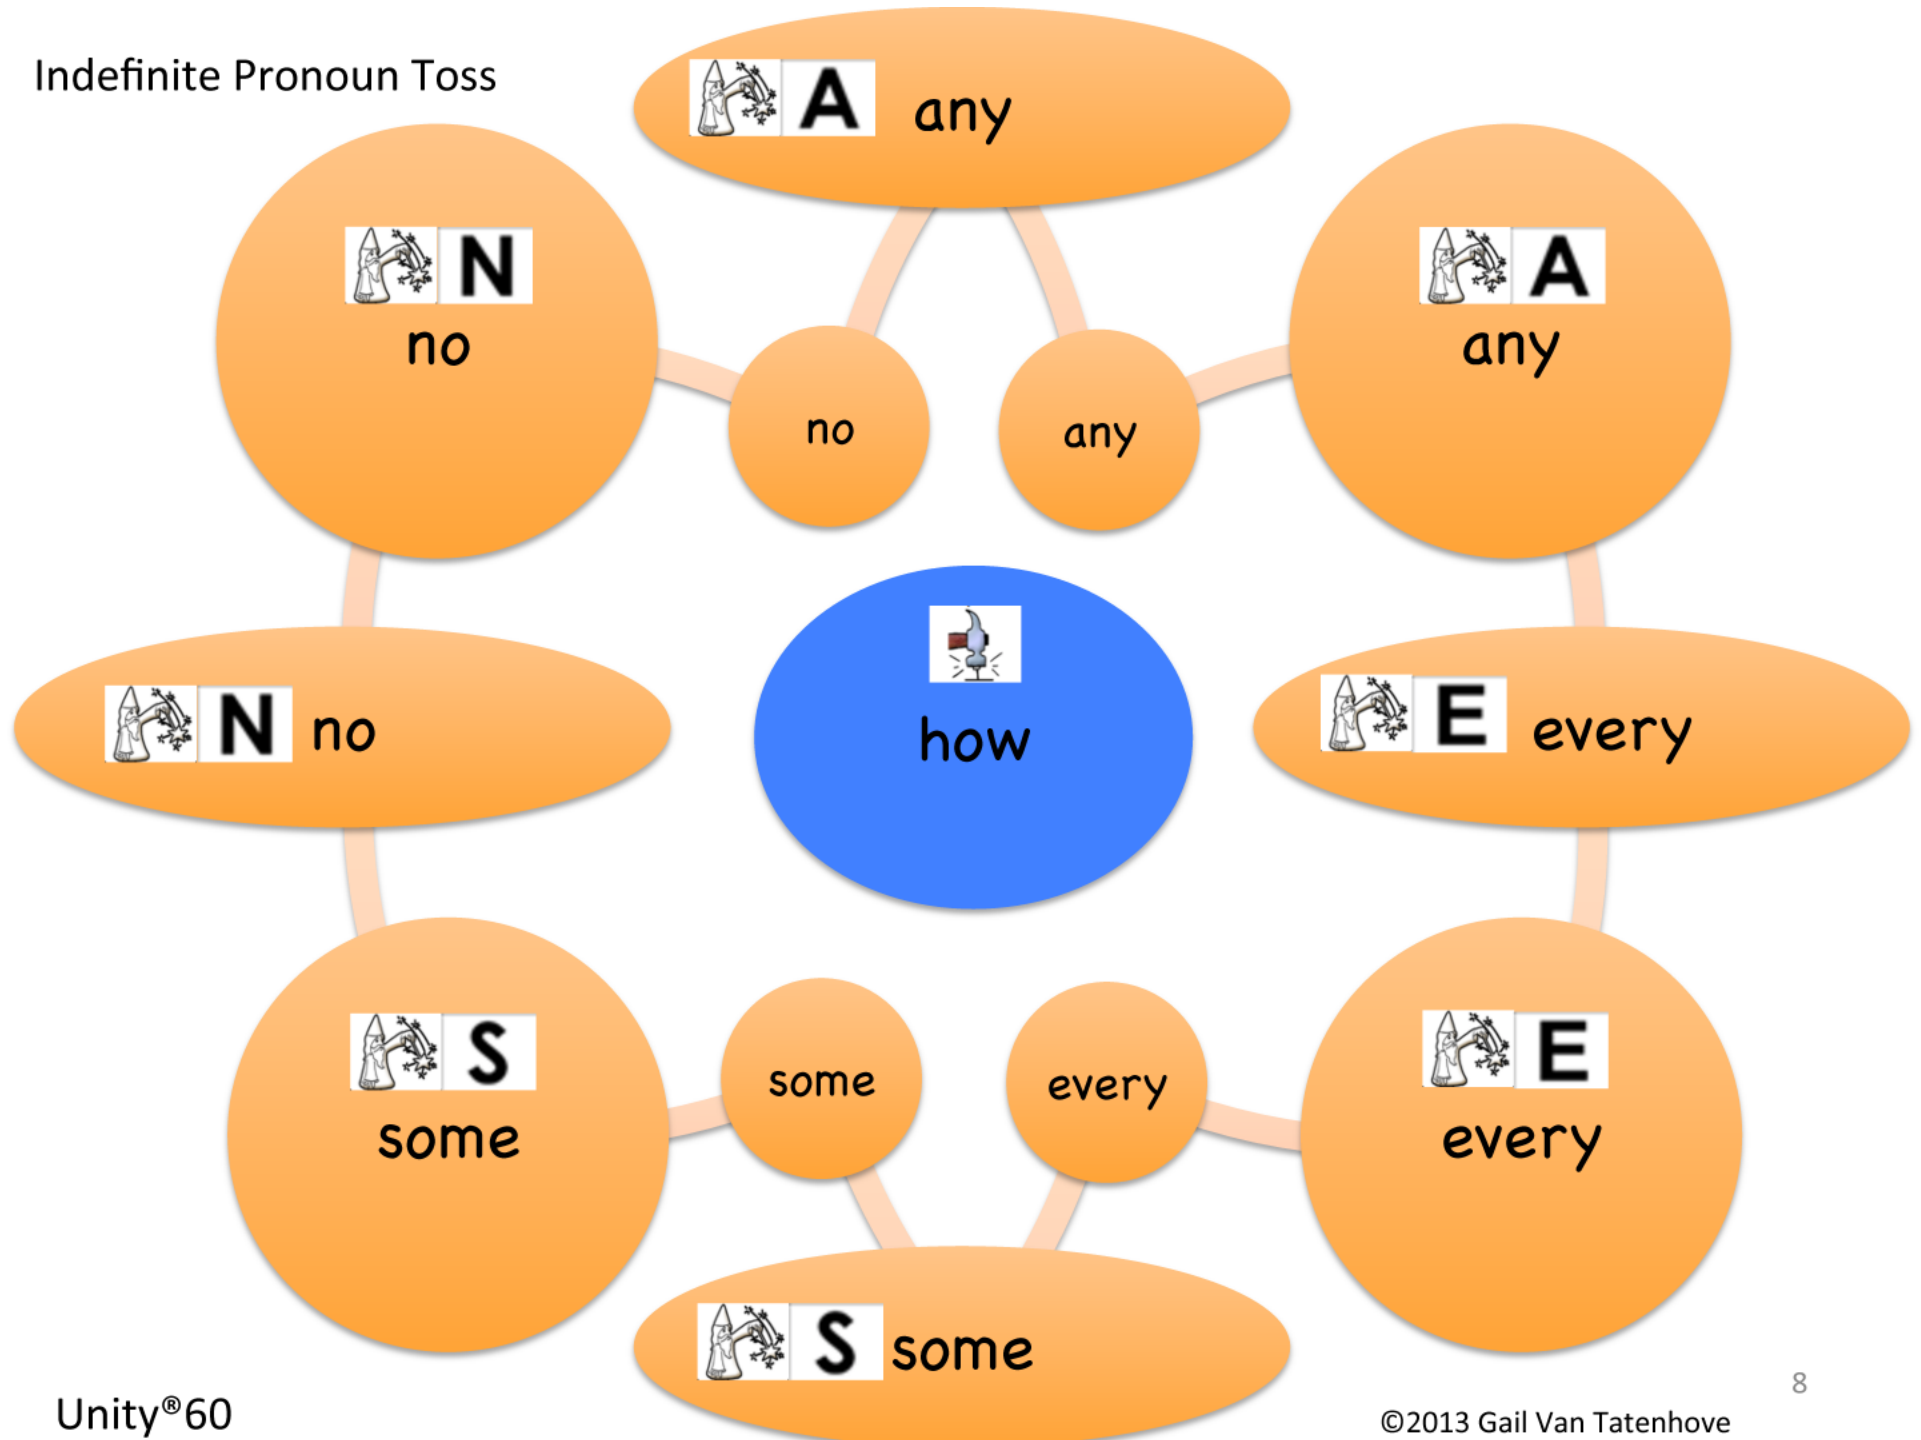 Indefinite Pronoun Toss
A any
N
no
A
any
no
any
how
N no
E every
S
some
some
every
E
every
S some
8
Unity®60
©2013 Gail Van Tatenhove